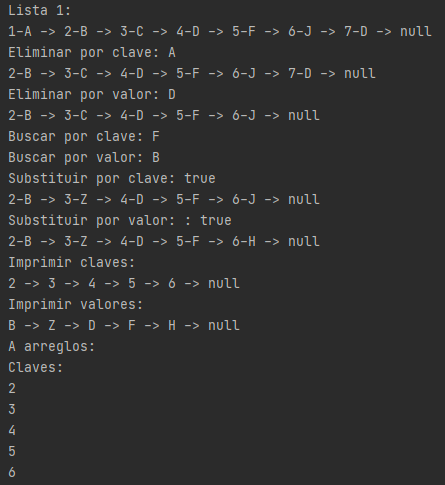 Lista 1:
1-A -> 2-B -> 3-C -> 4-D -> 5-F -> 6-J -> 7-D -> null
Eliminar por clave: A
2-B -> 3-C -> 4-D -> 5-F -> 6-J -> 7-D -> null
Eliminar por valor: D
2-B -> 3-C -> 4-D -> 5-F -> 6-J -> null
Buscar por clave: F
Buscar por valor: B
Substituir por clave: true
2-B -> 3-Z -> 4-D -> 5-F -> 6-J -> null
Substituir por valor: : true
2-B -> 3-Z -> 4-D -> 5-F -> 6-H -> null
Imprimir claves:
2 -> 3 -> 4 -> 5 -> 6 -> null
Imprimir valores:
B -> Z -> D -> F -> H -> null
A arreglos:
Claves:
2
3
4
5
6